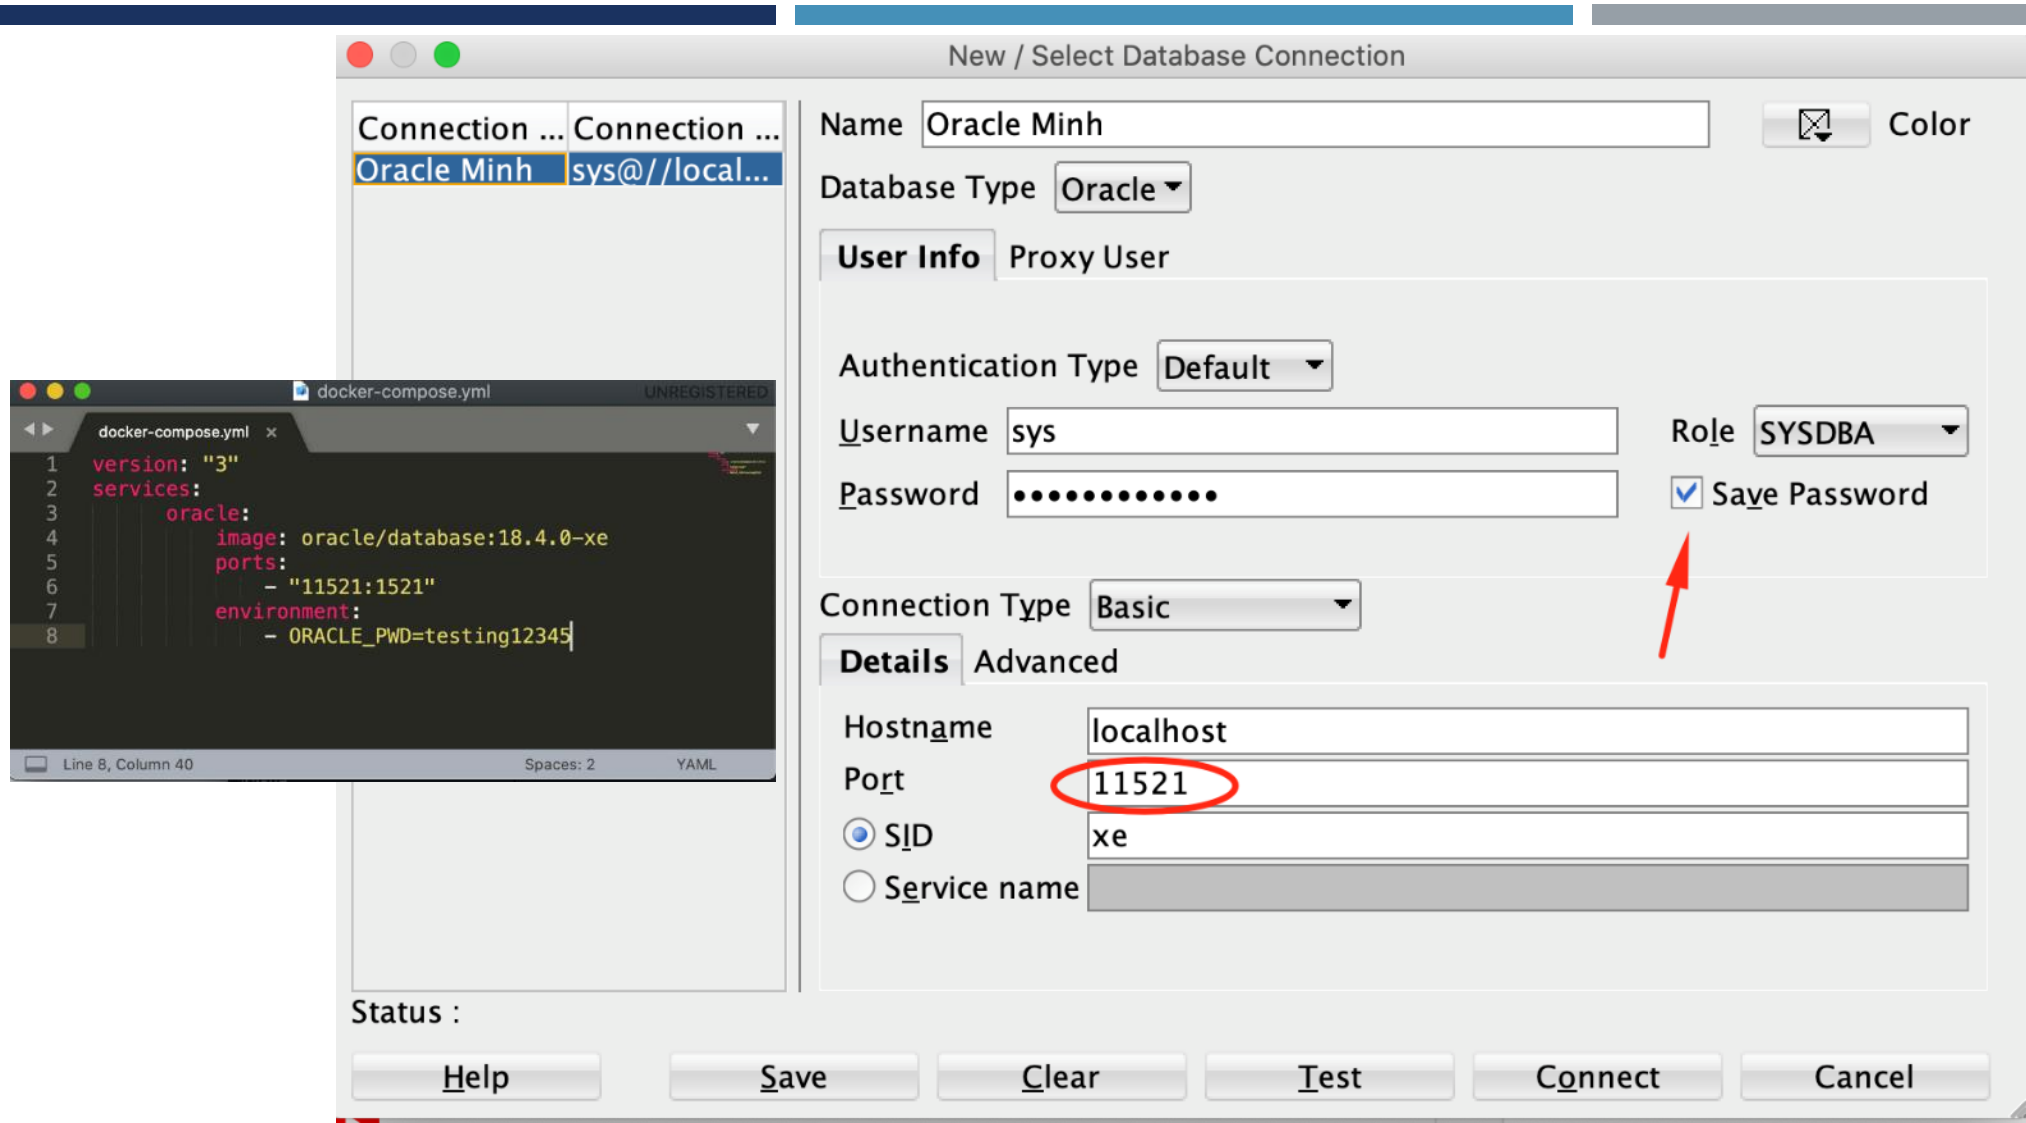 New / Select Database Connection
Connection ... Connection ...
Oracle Minh sys@//local...
Name Oracle Minh Color
Database Type Oracle
User Info Proxy User
Authentication Type Default
Username sys Role SYSDBA
Password •••••••••••• Save Password
Connection Type Basic
Details Advanced
Hostname localhost
Port 11521
SID xe
Service name
Status :
Help Save Clear Test Connect Cancel
docker-compose.yml UNREGISTERED
docker-compose.yml ×
1 version: "3"
2 services:
3 oracle:
4 image: oracle/database:18.4.0-xe
5 ports:
6 - "11521:1521"
7 environment:
8 - ORACLE_PWD=testing12345
Line 8, Column 40 Spaces: 2 YAML